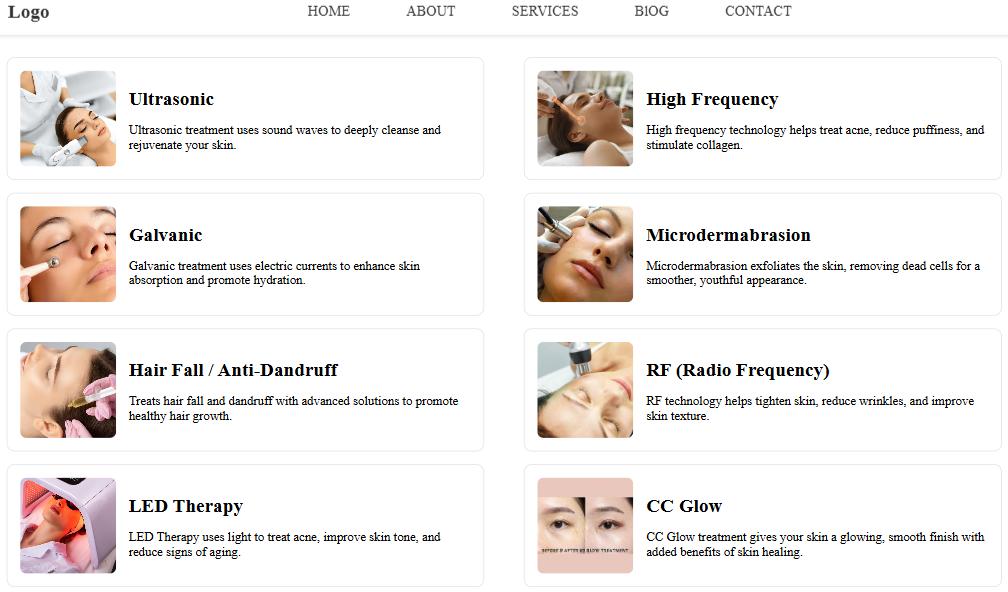 Logo
HOME ABOUT SERVICES BlOG CONTACT
Ultrasonic
Ultrasonic treatment uses sound waves to deeply cleanse and
rejuvenate your skin.
High Frequency
High frequency technology helps treat acne, reduce puffiness, and
stimulate collagen.
Galvanic
Galvanic treatment uses electric currents to enhance skin
absorption and promote hydration.
Microdermabrasion
Microdermabrasion exfoliates the skin, removing dead cells for a
smoother, youthful appearance.
Hair Fall / Anti-Dandruff
Treats hair fall and dandruff with advanced solutions to promote
healthy hair growth.
RF (Radio Frequency)
RF technology helps tighten skin, reduce wrinkles, and improve
skin texture.
LED Therapy
LED Therapy uses light to treat acne, improve skin tone, and
reduce signs of aging.
BEFORE & AFTER
TREATMENT
CC Glow
CC Glow treatment gives your skin a glowing, smooth finish with
added benefits of skin healing.